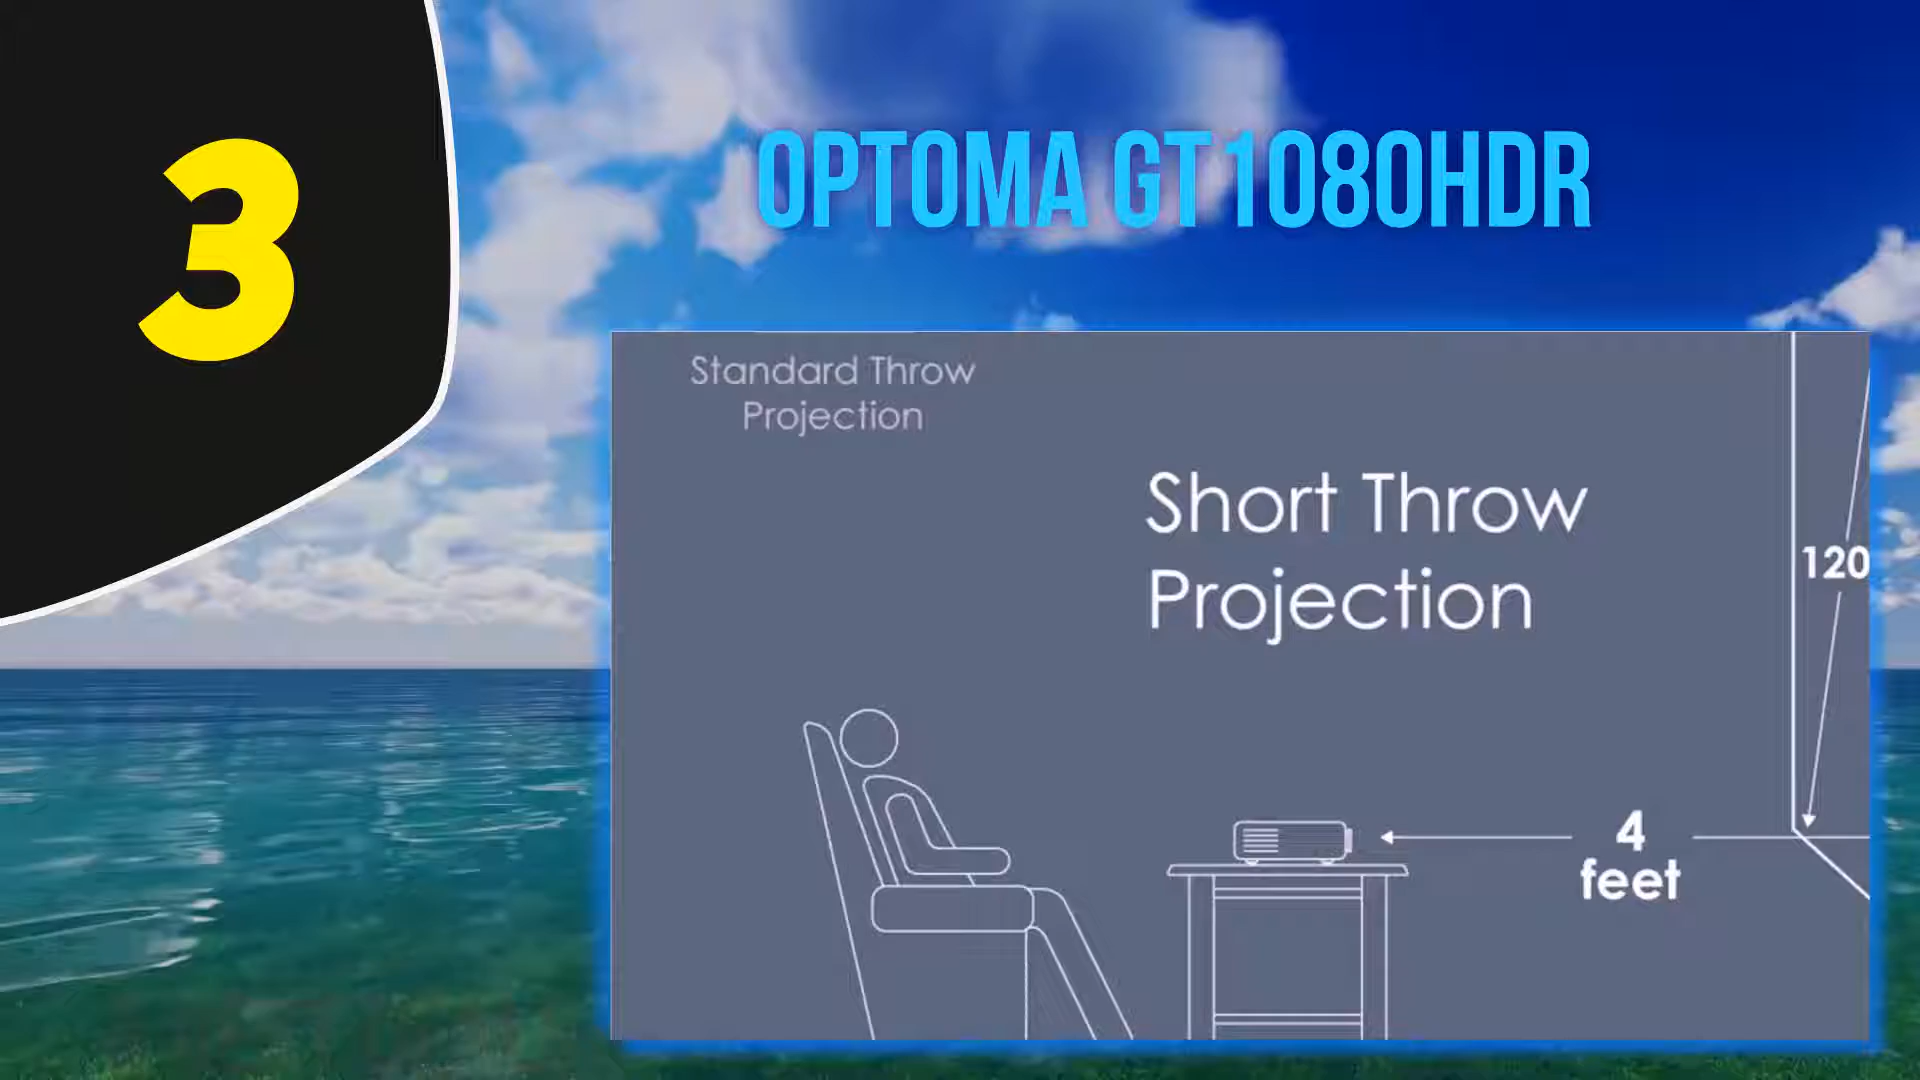 3
OPTOMA GT1080HDR
Standard Throw
Projection
Short Throw
Projection
120
4
feet